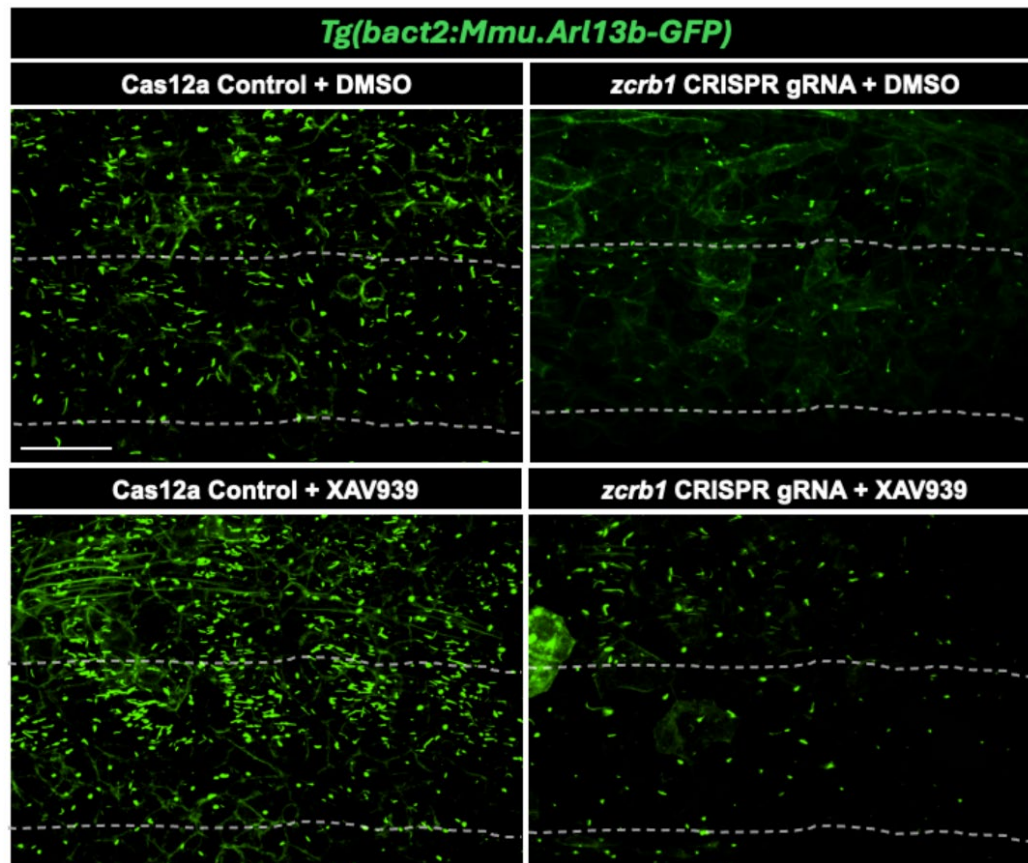 Tg(bact2:Mmu.Arl13b-GFP)
Cas12a Control + DMSO
zcrb1 CRISPR gRNA + DMSO
Cas12a Control + XAV939
zcrb1 CRISPR gRNA + XAV939